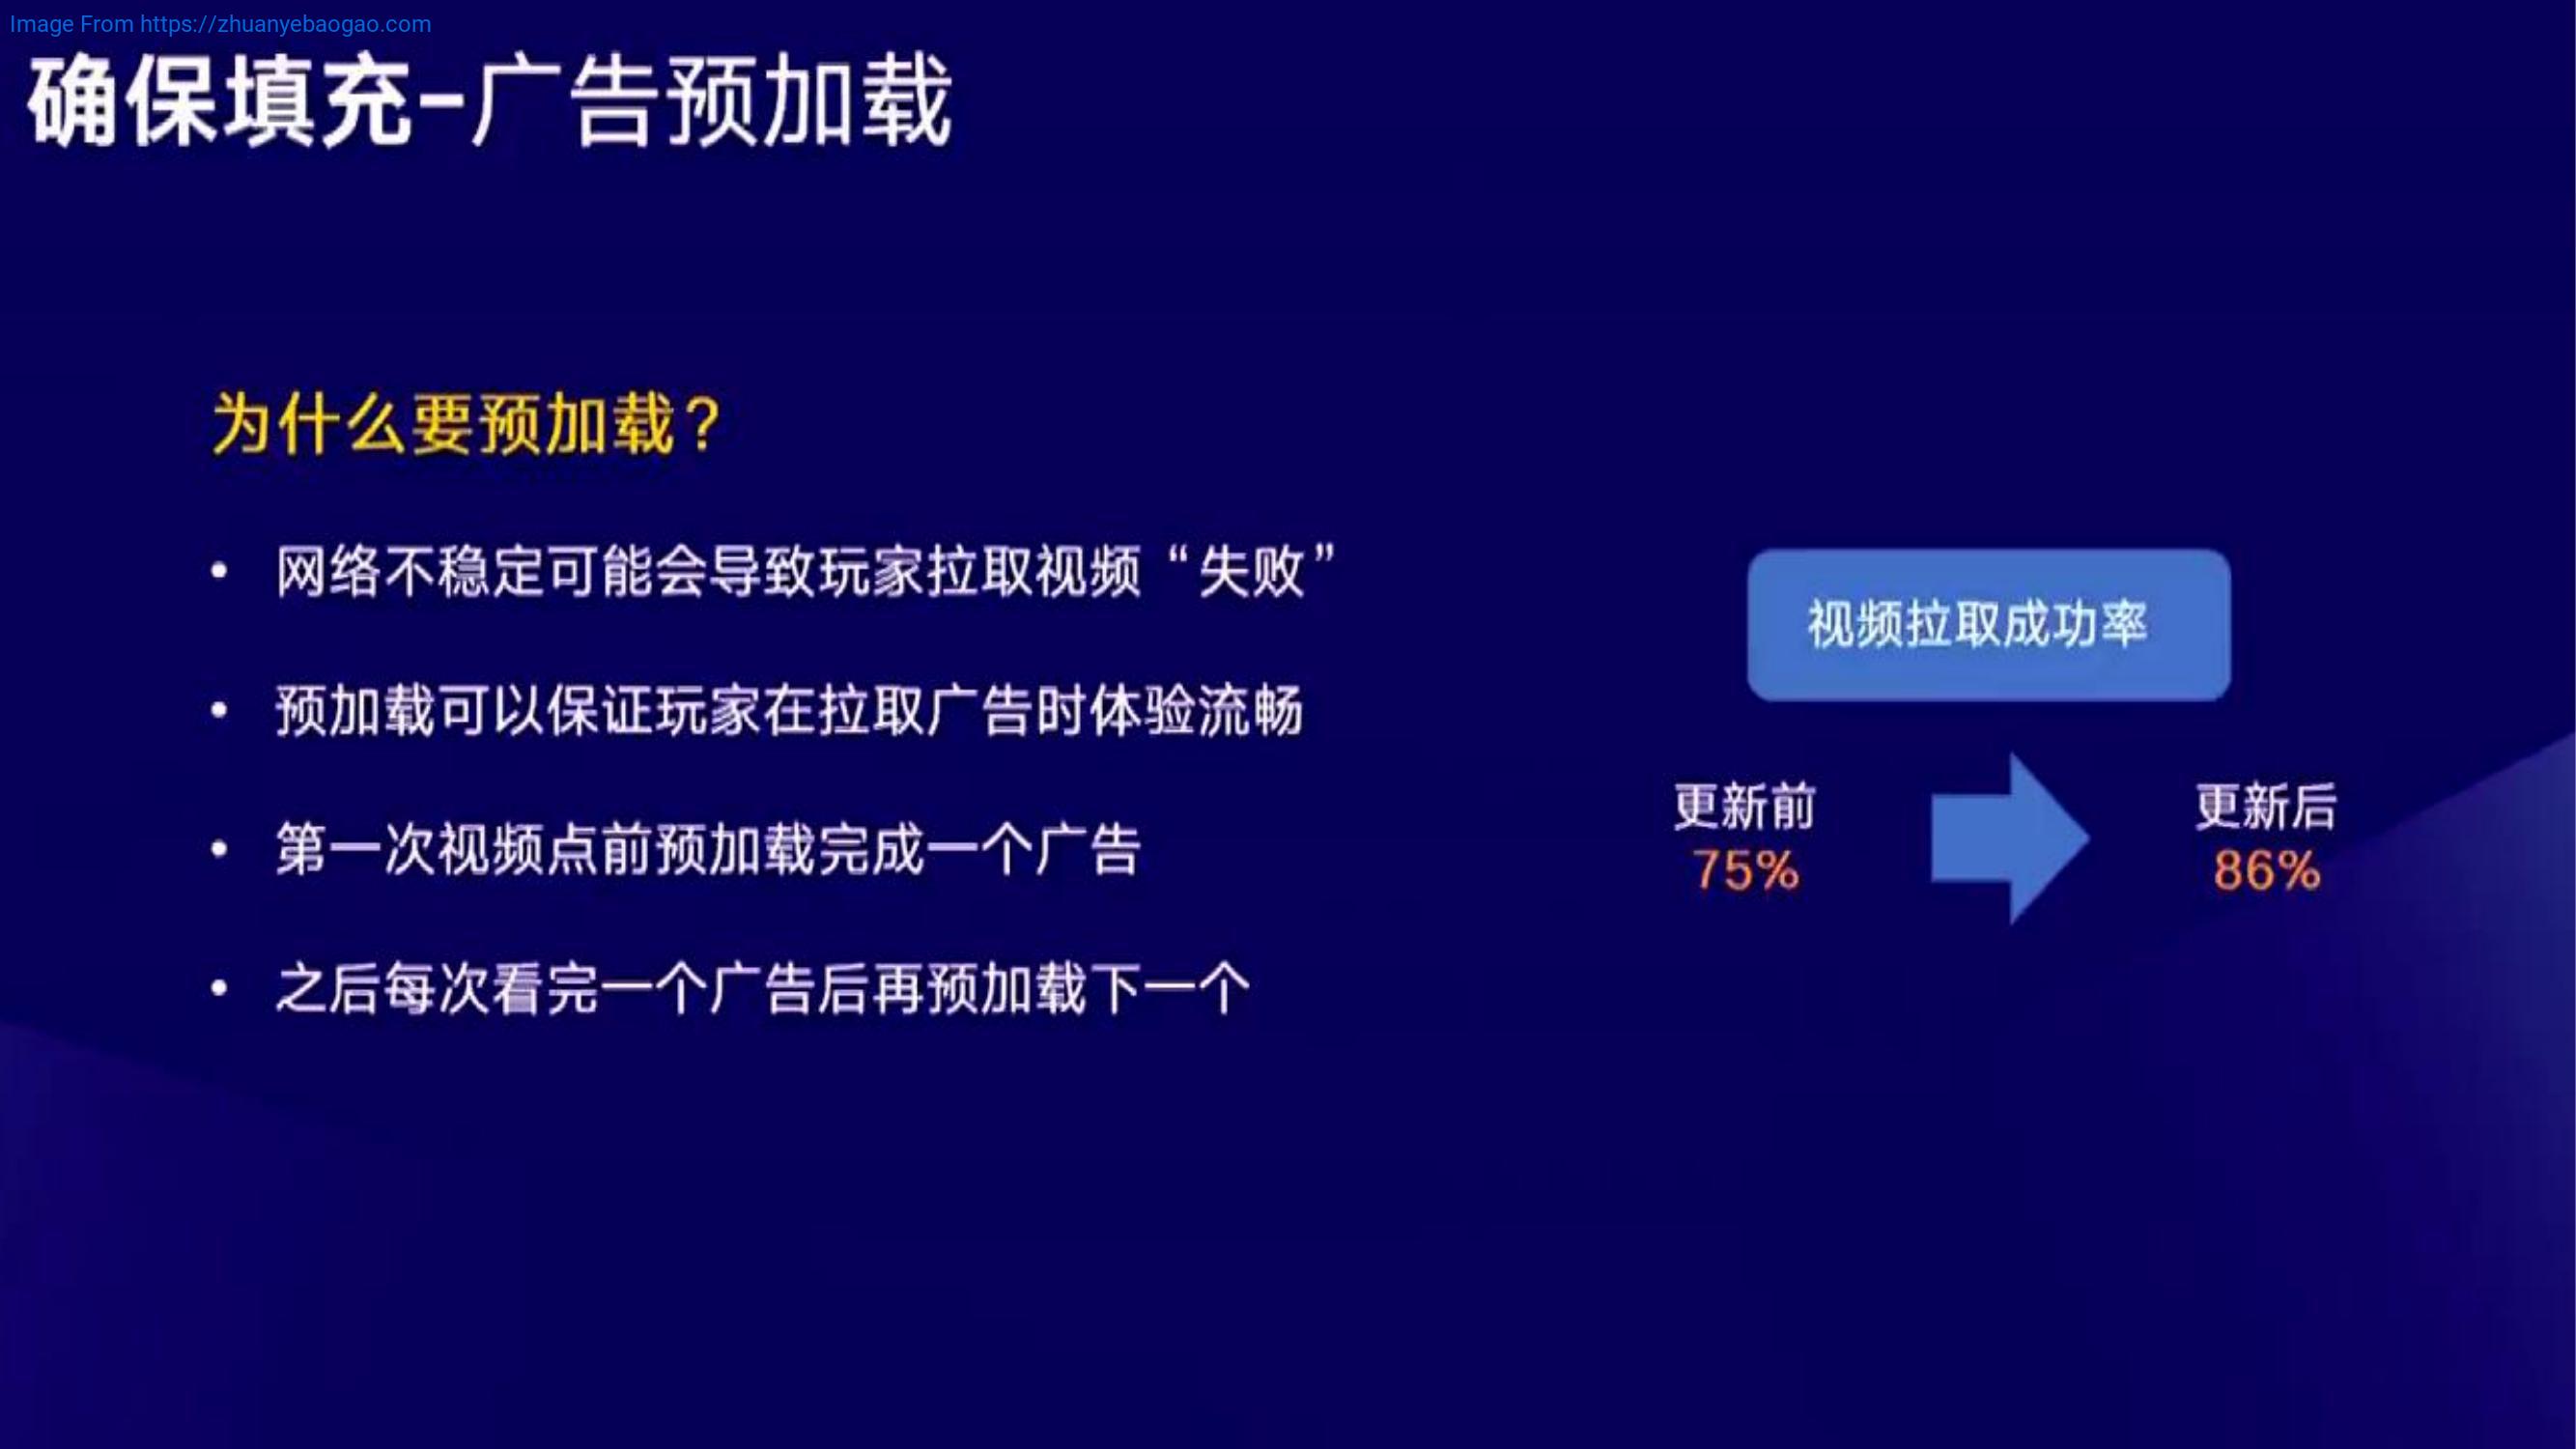 Image From https://zhuanyebaogao.com
确保填充-广告预加载
为什么要预加载？
• 网络不稳定可能会导致玩家拉取视频“失败”
• 预加载可以保证玩家在拉取广告时体验流畅
• 第一次视频点前预加载完成一个广告
• 之后每次看完一个广告后再预加载下一个
视频拉取成功率
更新前
75%
更新后
86%